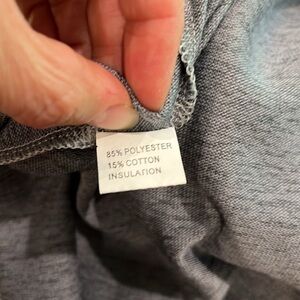 85% POLYESTER
15% COTTON
INSULATION